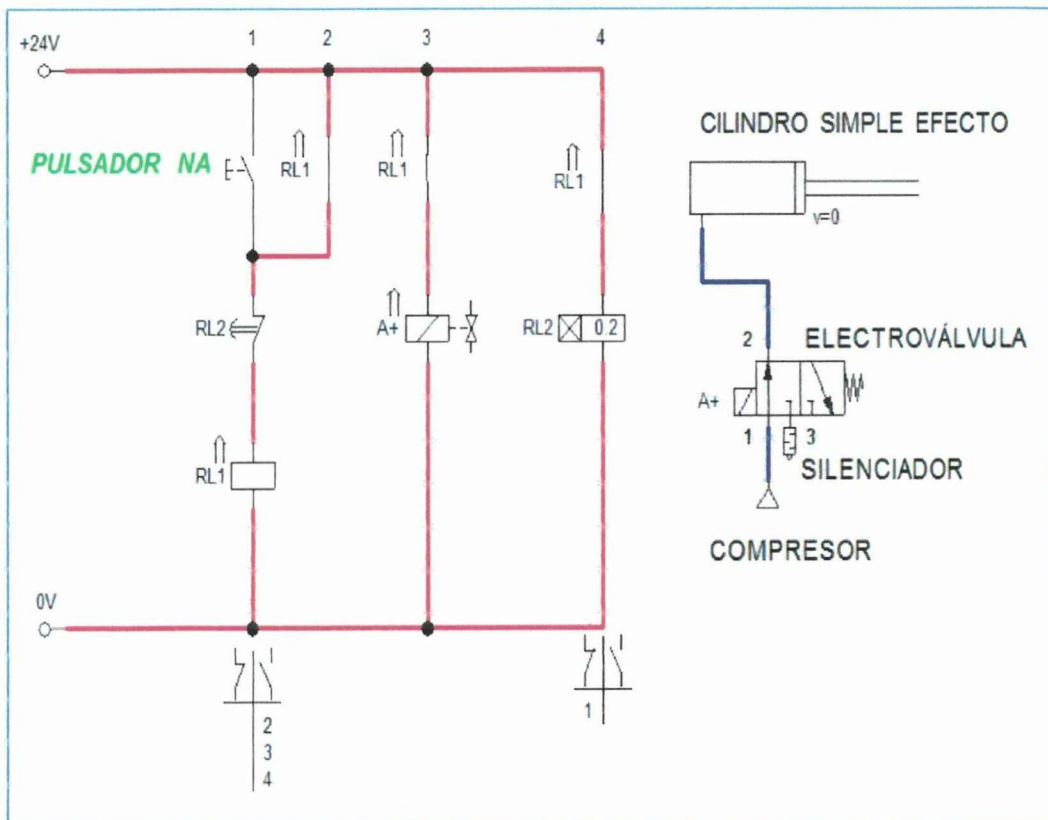 1 2 3 4
+24V
CILINDRO SIMPLE EFECTO
PULSADOR NA
RL1 RL1 RL1
v=0
RL2 A+ RL2 0.2
2 ELECTROVÁLVULA
A+
1 3
RL1
SILENCIADOR
COMPRESOR
0V
2
3
4
1